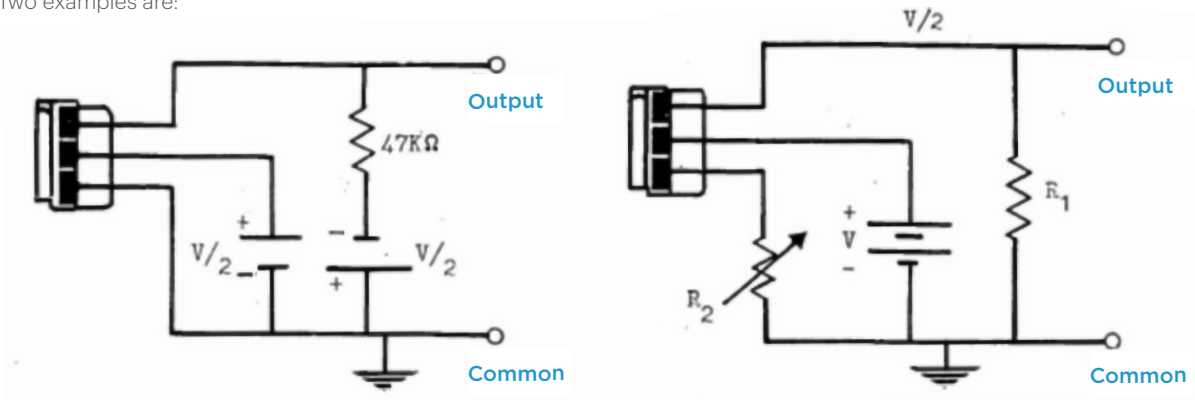 Two examples are:
Output
47KΩ
+
V/2
-
-
V/2
+
Common
V/2
Output
R1
+
V
-
R2
Common